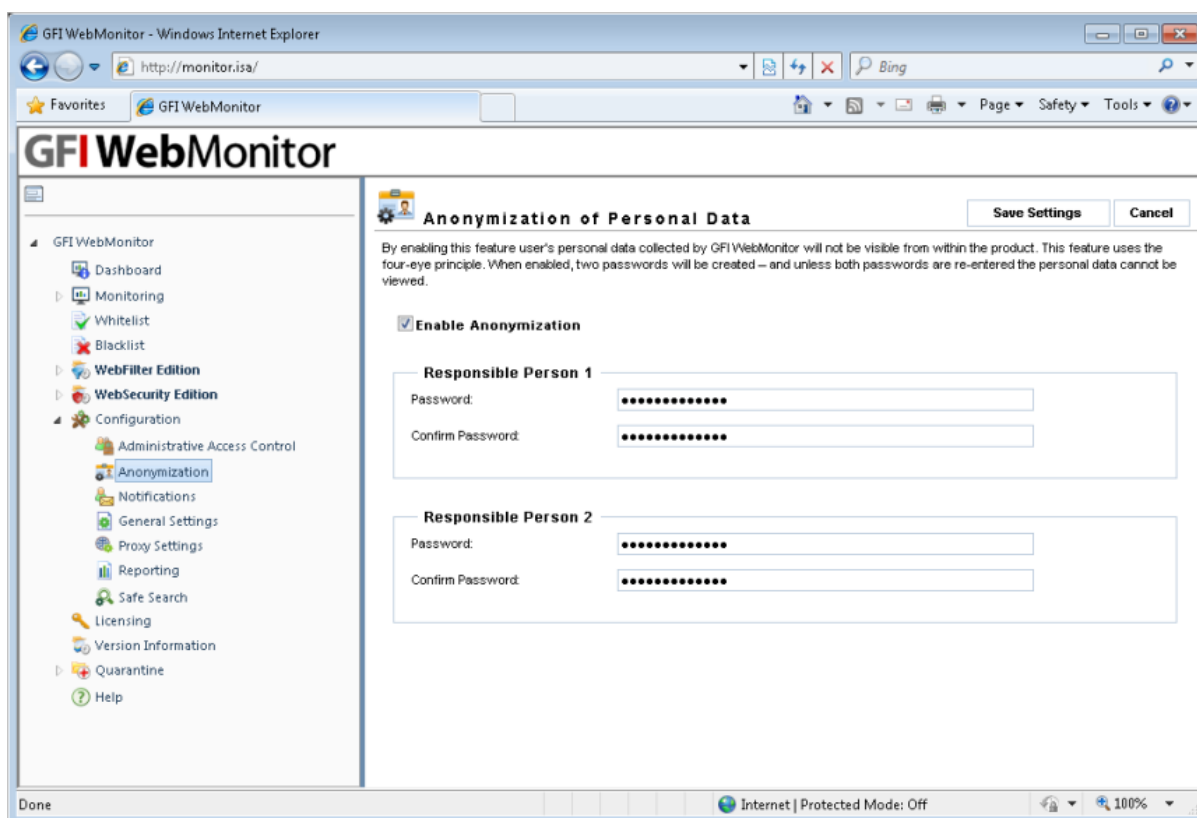 GFI WebMonitor - Windows Internet Explorer
http://monitor.isa/
Bing
Favorites
GFI WebMonitor
Page
Safety
Tools
GFI WebMonitor
GFI WebMonitor
Dashboard
Monitoring
Whitelist
Blacklist
WebFilter Edition
WebSecurity Edition
Configuration
Administrative Access Control
Anonymization
Notifications
General Settings
Proxy Settings
Reporting
Safe Search
Licensing
Version Information
Quarantine
Help
Anonymization of Personal Data
Save Settings
Cancel
By enabling this feature user's personal data collected by GFI WebMonitor will not be visible from within the product. This feature uses the
four-eye principle. When enabled, two passwords will be created – and unless both passwords are re-entered the personal data cannot be
viewed.
Enable Anonymization
Responsible Person 1
Password:
•••••••••••••
Confirm Password:
•••••••••••••
Responsible Person 2
Password:
•••••••••••••
Confirm Password:
•••••••••••••
Done
Internet | Protected Mode: Off
100%